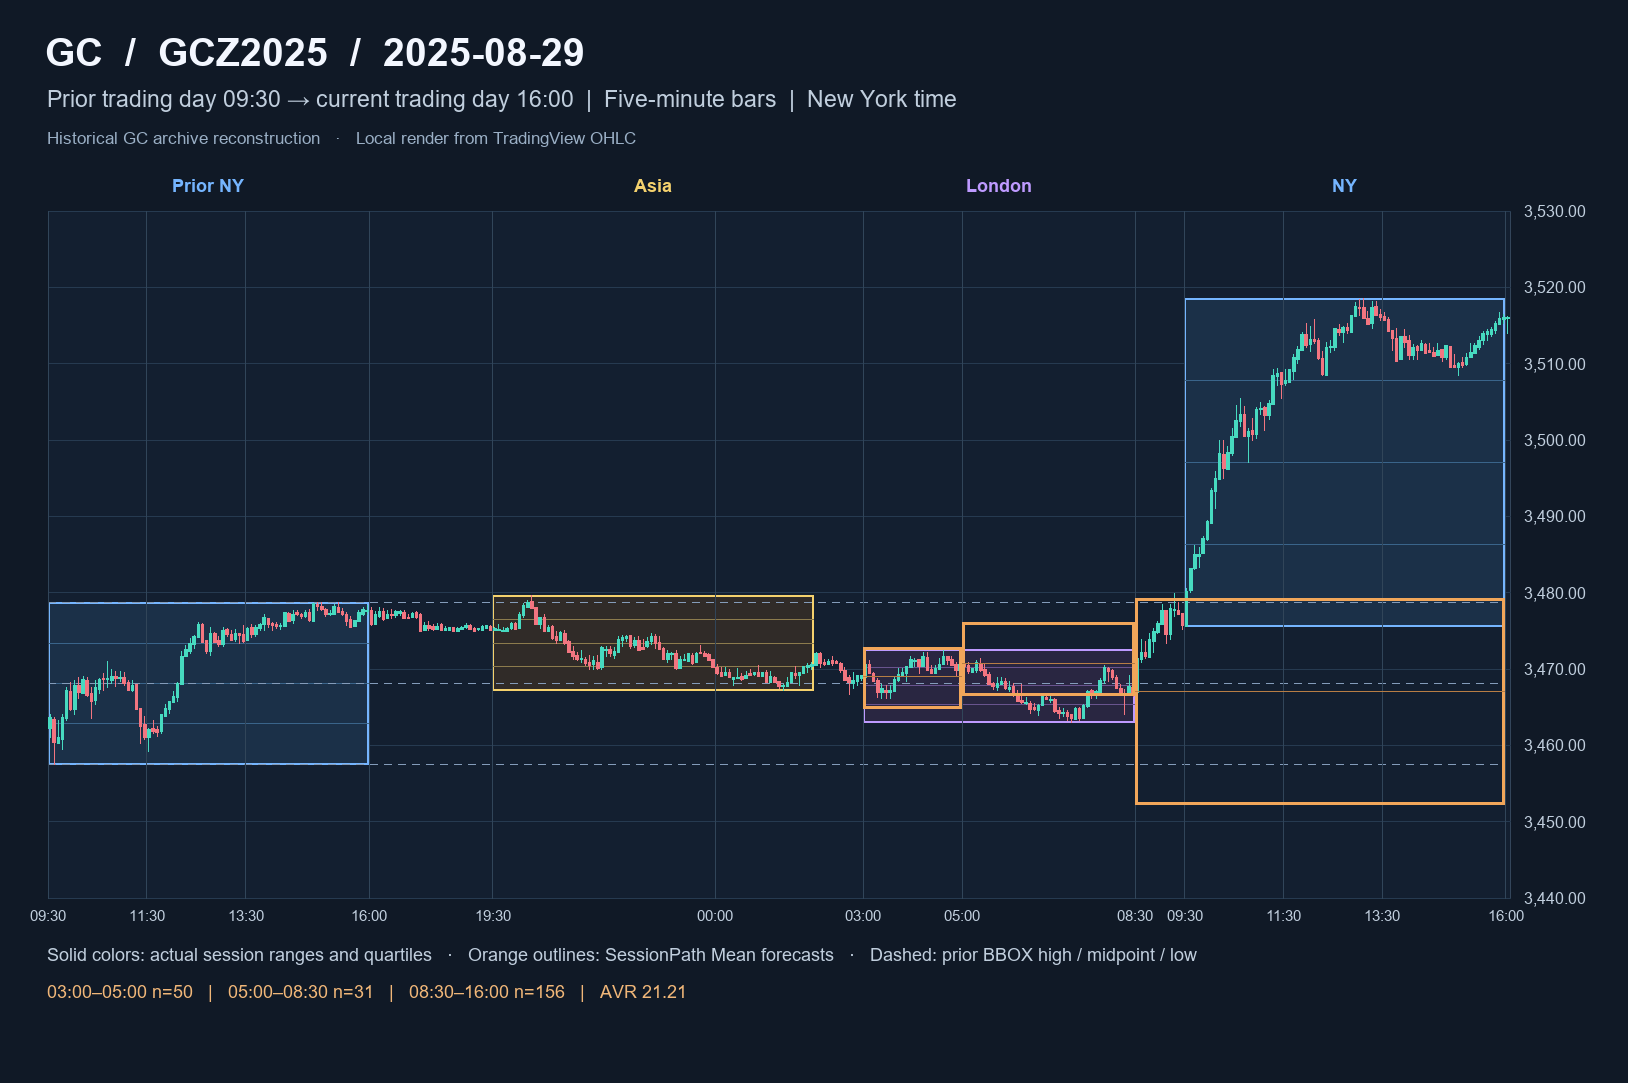 GC / GCZ2025 / 2025-08-29
Prior trading day 09:30 → current trading day 16:00 | Five-minute bars | New York time
Historical GC archive reconstruction · Local render from TradingView OHLC
Prior NY Asia London NY
3,530.00
3,520.00
3,510.00
3,500.00
3,490.00
3,480.00
3,470.00
3,460.00
3,450.00
3,440.00
09:30 11:30 13:30 16:00 19:30 00:00 03:00 05:00 08:30 09:30 11:30 13:30 16:00
Solid colors: actual session ranges and quartiles · Orange outlines: SessionPath Mean forecasts · Dashed: prior BBOX high / midpoint / low
03:00–05:00 n=50 | 05:00–08:30 n=31 | 08:30–16:00 n=156 | AVR 21.21